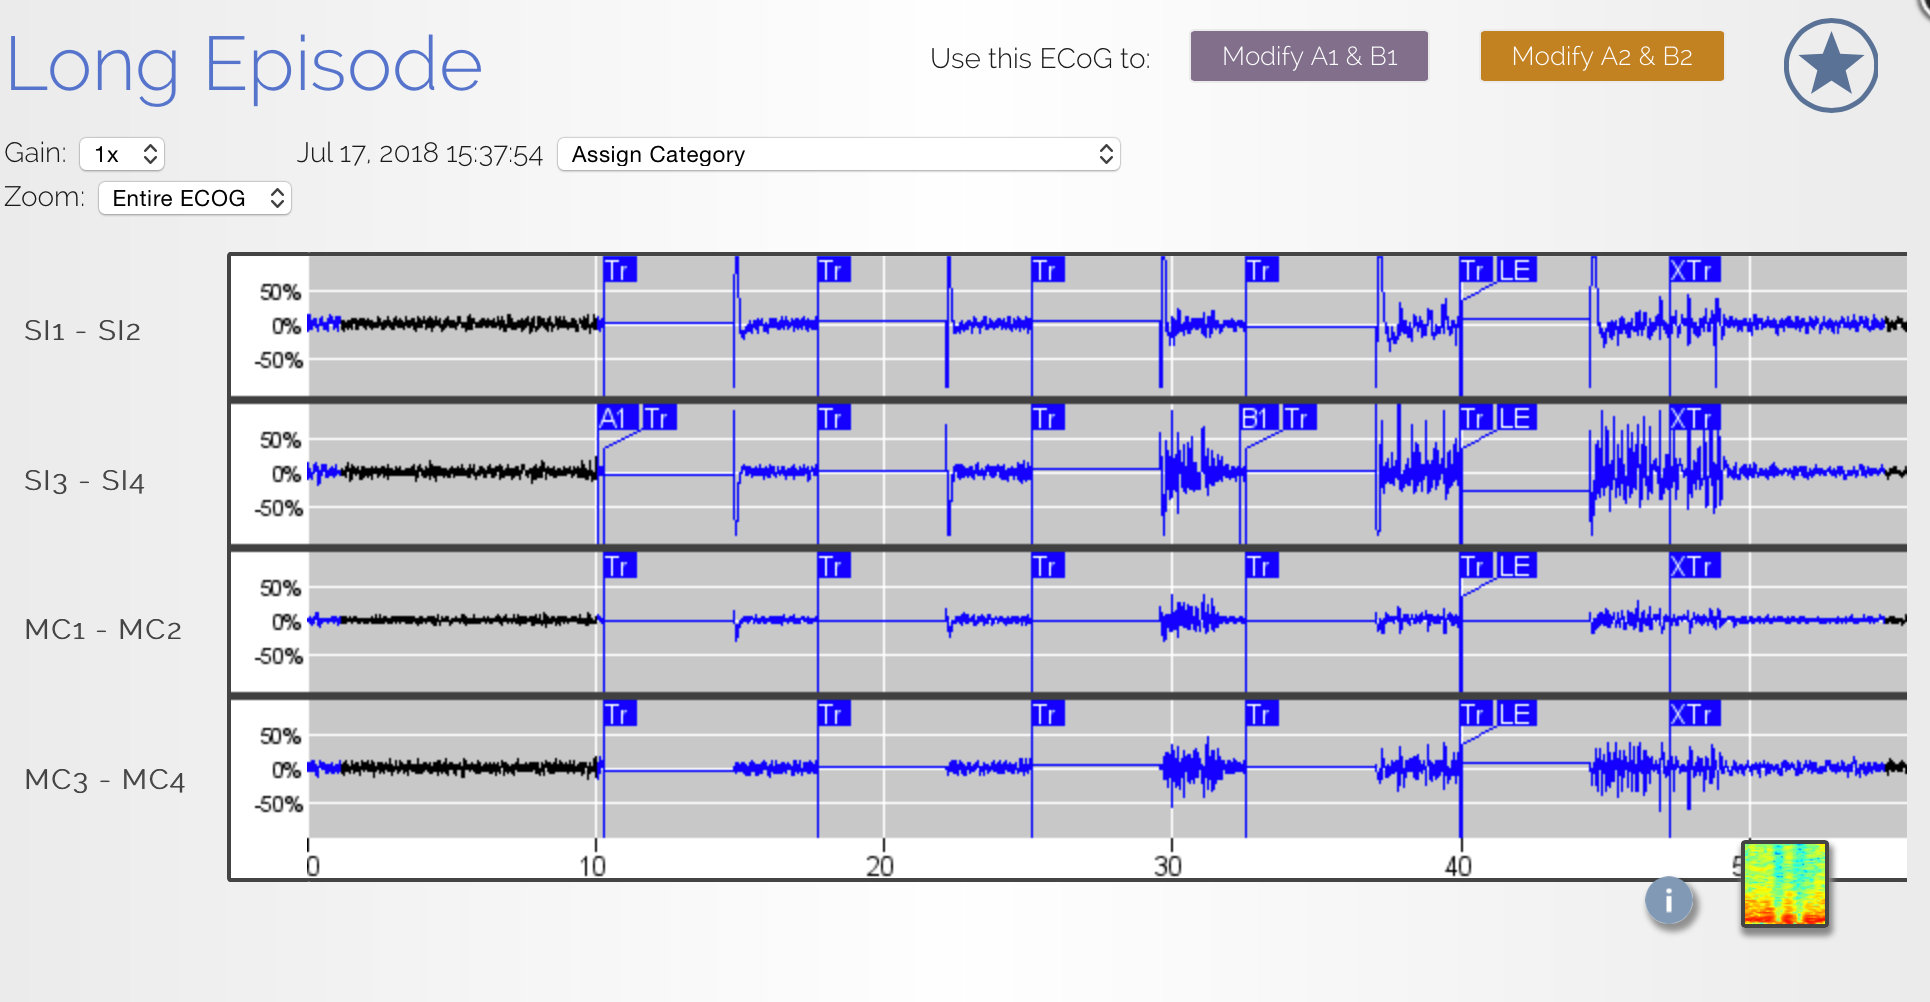 Long Episode
Use this ECoG to:
Modify A1 & B1
Modify A2 & B2
Gain: 1x
Jul 17, 2018 15:37:54
Assign Category
Zoom: Entire ECOG
SI1 - SI2
50%
0%
-50%
Tr Tr Tr Tr Tr LE XTr
SI3 - SI4
50%
0%
-50%
A1 Tr Tr Tr B1 Tr Tr LE XTr
MC1 - MC2
50%
0%
-50%
Tr Tr Tr Tr Tr LE XTr
MC3 - MC4
50%
0%
-50%
Tr Tr Tr Tr Tr LE XTr
0 10 20 30 40
i